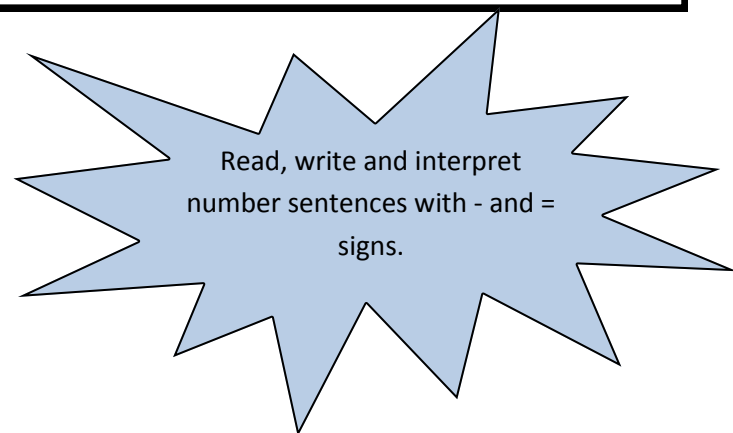 Read, write and interpret
number sentences with - and =
signs.